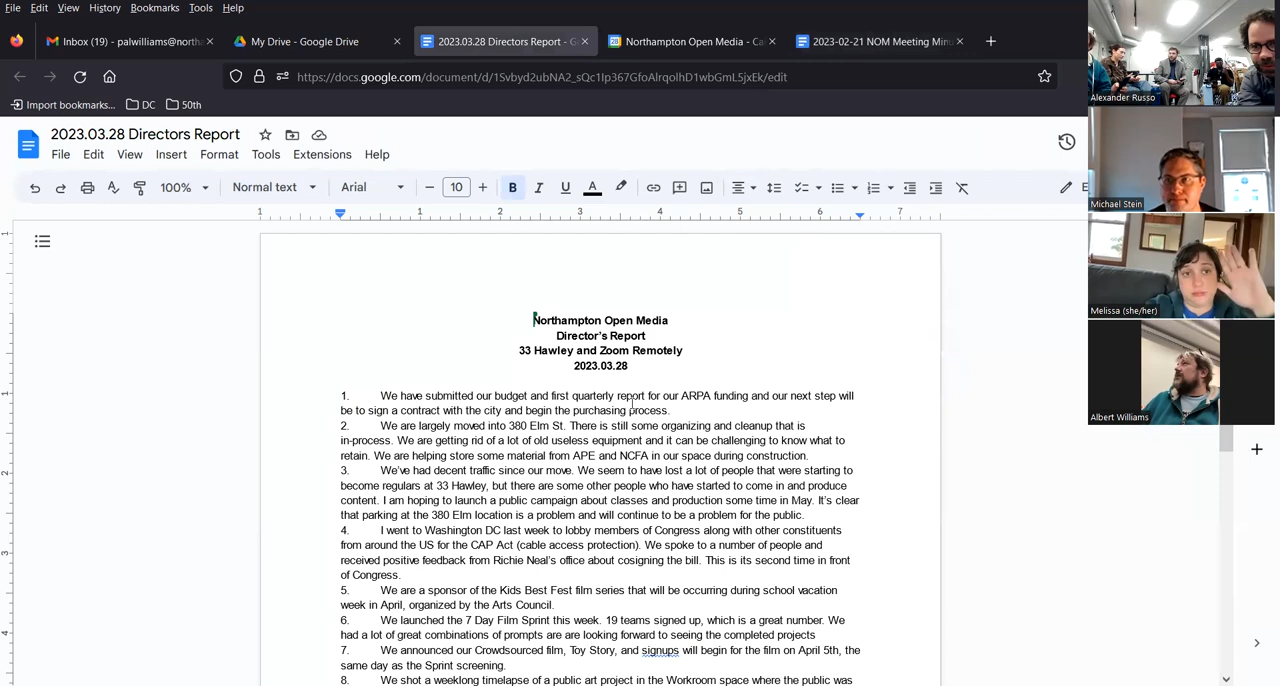 File Edit View History Bookmarks Tools Help
Inbox (19) - palwilliams@north
My Drive - Google Drive
2023.03.28 Directors Report - G
Northampton Open Media - Ca
2023-02-21 NOM Meeting Minu
https://docs.google.com/document/d/1Svbyd2ubNA2_sQc1Ip367GfoAlrqolhD1wbGmL5jxEk/edit
Import bookmarks... DC 50th
2023.03.28 Directors Report
File Edit View Insert Format Tools Extensions Help
100% Normal text Arial 10 B I U A E
1 1 2 3 4 5 6 7
Northampton Open Media
Director's Report
33 Hawley and Zoom Remotely
2023.03.28
1. We have submitted our budget and first quarterly report for our ARPA funding and our next step will
be to sign a contract with the city and begin the purchasing process.
2. We are largely moved into 380 Elm St. There is still some organizing and cleanup that is
in-process. We are getting rid of a lot of old useless equipment and it can be challenging to know what to
retain. We are helping store some material from APE and NCFA in our space during construction.
3. We've had decent traffic since our move. We seem to have lost a lot of people that were starting to
become regulars at 33 Hawley, but there are some other people who have started to come in and produce
content. I am hoping to launch a public campaign about classes and production some time in May. It's clear
that parking at the 380 Elm location is a problem and will continue to be a problem for the public.
4. I went to Washington DC last week to lobby members of Congress along with other constituents
from around the US for the CAP Act (cable access protection). We spoke to a number of people and
received positive feedback from Richie Neal's office about cosigning the bill. This is its second time in front
of Congress.
5. We are a sponsor of the Kids Best Fest film series that will be occurring during school vacation
week in April, organized by the Arts Council.
6. We launched the 7 Day Film Sprint this week. 19 teams signed up, which is a great number. We
had a lot of great combinations of prompts are are looking forward to seeing the completed projects
7. We announced our Crowdsourced film, Toy Story, and signups will begin for the film on April 5th, the
same day as the Sprint screening.
8. We shot a weeklong timelapse of a public art project in the Workroom space where the public was
Alexander Russo
Michael Stein
Melissa (she/her)
Albert Williams